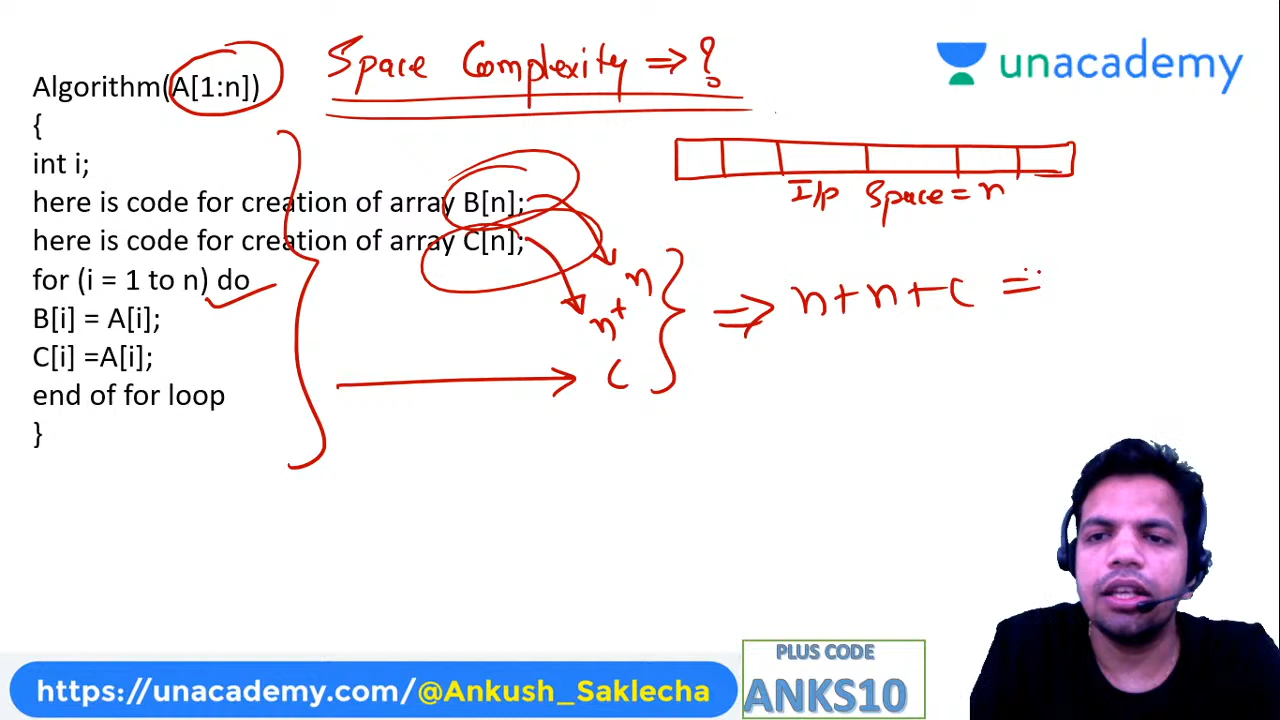 Space Complexity ⇒ ?
unacademy
Algorithm(A[1:n])
{
int i;
here is code for creation of array B[n];
here is code for creation of array C[n];
for (i = 1 to n) do
B[i] = A[i];
C[i] =A[i];
end of for loop
}
I/p Space = n
n
n+
C
⇒ n+n+C =
https://unacademy.com/@Ankush_Saklecha
PLUS CODE
ANKS10